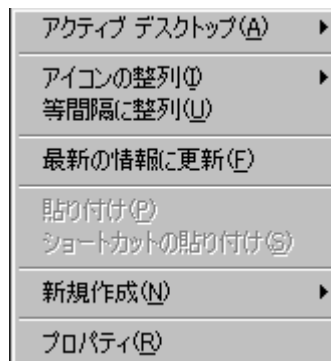 アクティブ デスクトップ(A)
アイコンの整列(I)
等間隔に整列(U)
最新の情報に更新(F)
貼り付け(P)
ショートカットの貼り付け(S)
新規作成(N)
プロパティ(R)